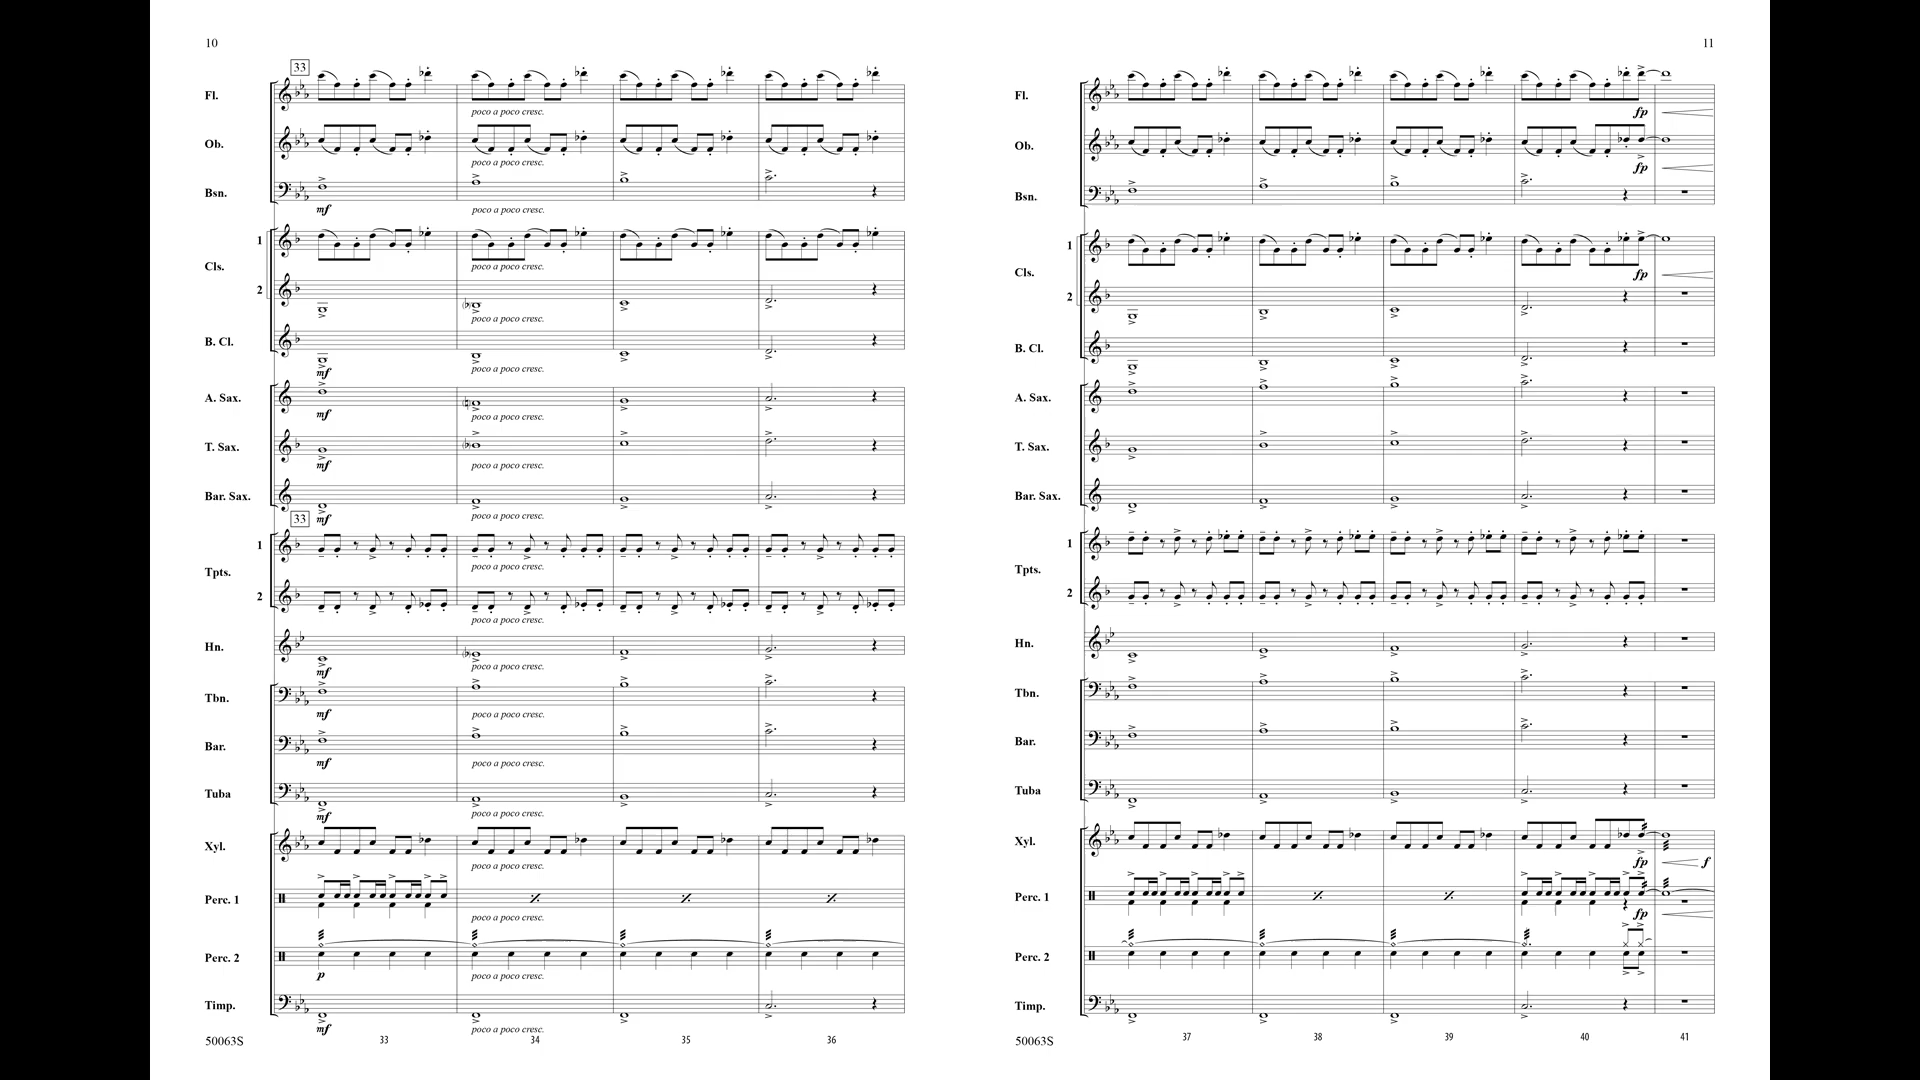 10
33
Fl.
poco a poco cresc.
Ob.
poco a poco cresc.
Bsn.
mf poco a poco cresc.
1
Cls.
poco a poco cresc.
2
poco a poco cresc.
B. Cl.
mf poco a poco cresc.
A. Sax.
mf poco a poco cresc.
T. Sax.
mf poco a poco cresc.
Bar. Sax.
33 mf poco a poco cresc.
1
Tpts.
poco a poco cresc.
2
poco a poco cresc.
Hn.
mf poco a poco cresc.
Tbn.
mf poco a poco cresc.
Bar.
mf poco a poco cresc.
Tuba
mf poco a poco cresc.
Xyl.
poco a poco cresc.
Perc. 1
poco a poco cresc.
Perc. 2
p poco a poco cresc.
Timp.
mf poco a poco cresc.
50063S 33 34 35 36
11
Fl.
fp
Ob.
fp
Bsn.
1
Cls.
fp
2
B. Cl.
A. Sax.
T. Sax.
Bar. Sax.
1
Tpts.
2
Hn.
Tbn.
Bar.
Tuba
Xyl.
fp f
Perc. 1
fp
Perc. 2
Timp.
50063S 37 38 39 40 41